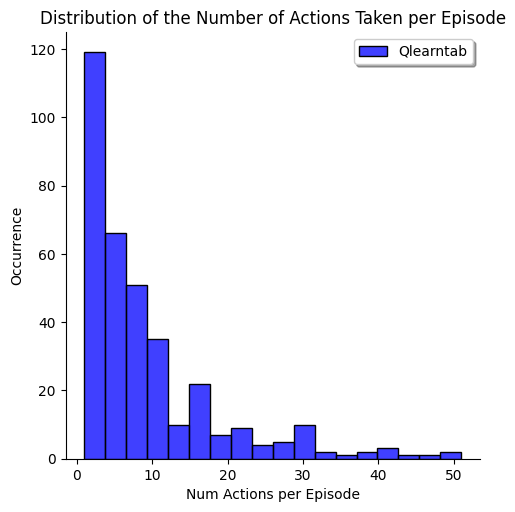 Distribution of the Number of Actions Taken per Episode
Qlearntab
120
100
80
60
40
20
0
Occurrence
0 10 20 30 40 50
Num Actions per Episode